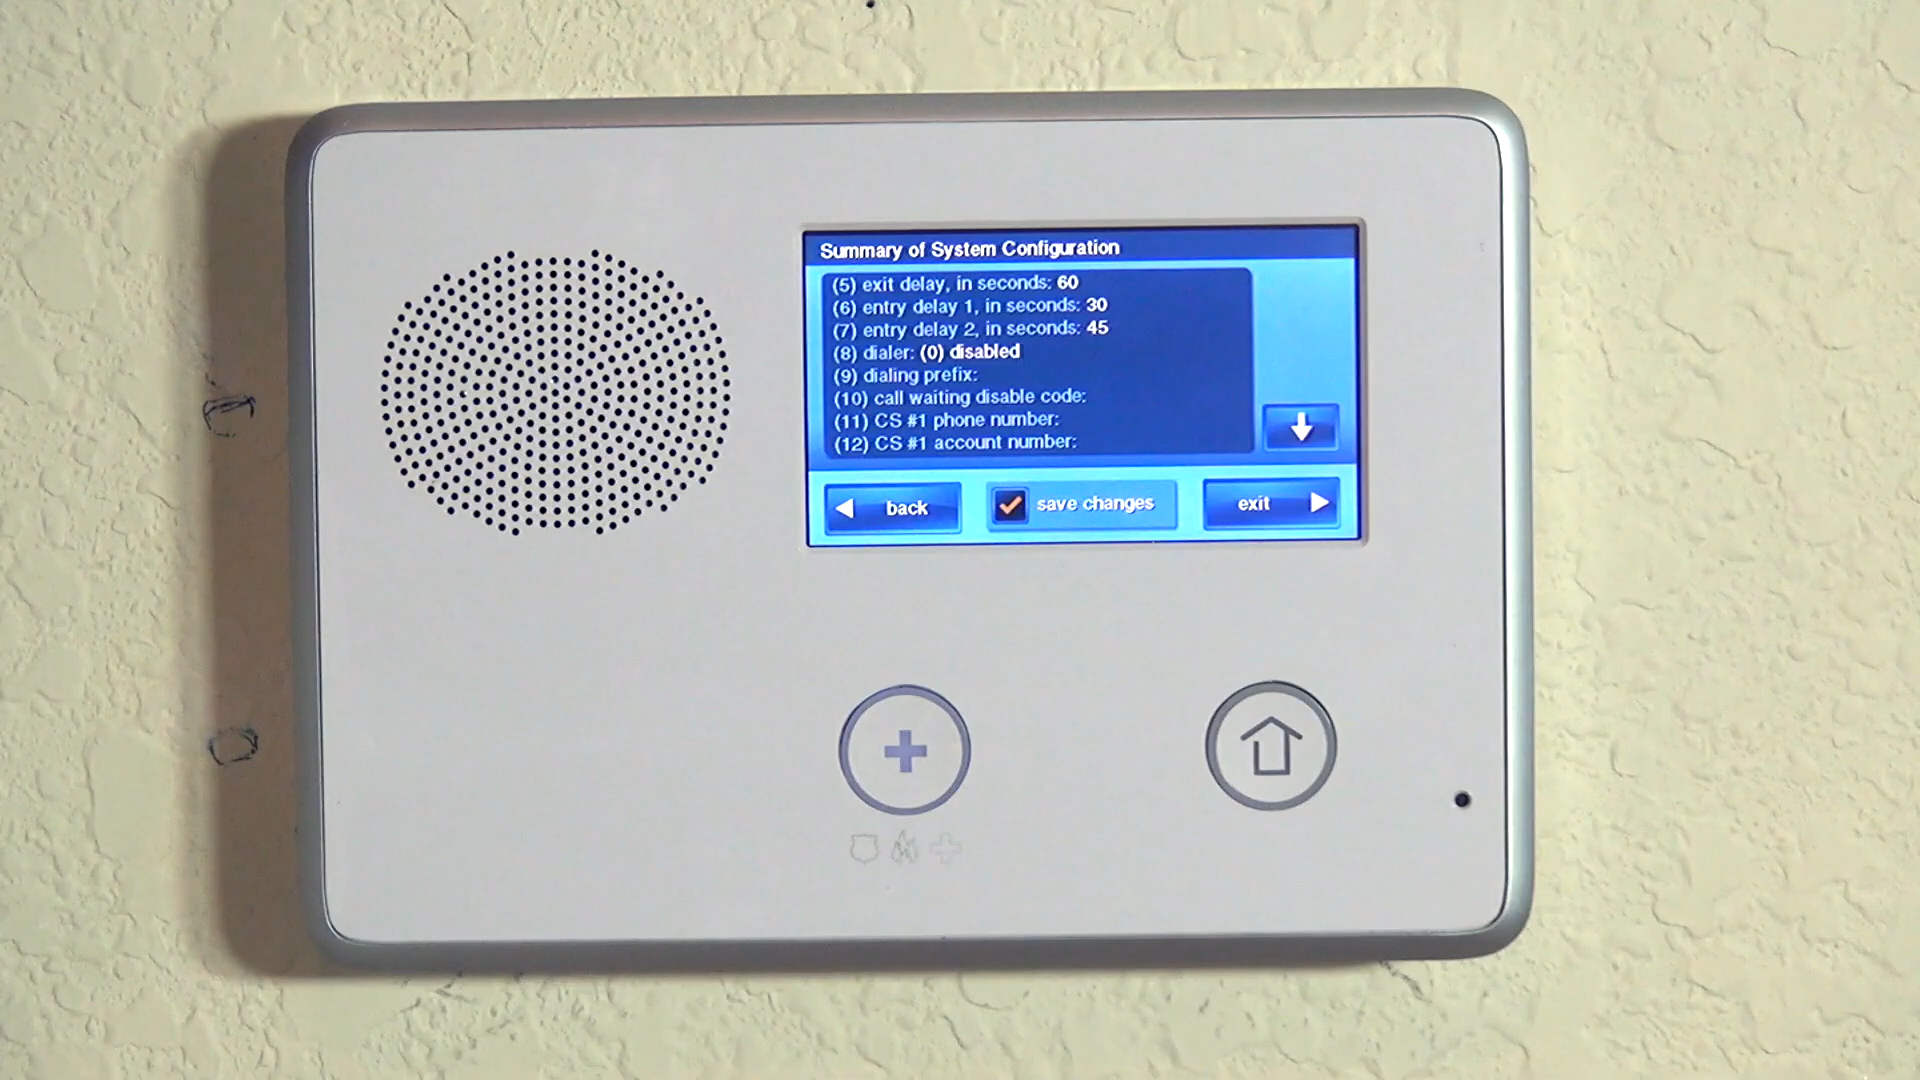 Summary of System Configuration
(5) exit delay, in seconds: 60
(6) entry delay 1, in seconds: 30
(7) entry delay 2, in seconds: 45
(8) dialer: (0) disabled
(9) dialing prefix:
(10) call waiting disable code:
(11) CS #1 phone number:
(12) CS #1 account number:
back
save changes
exit